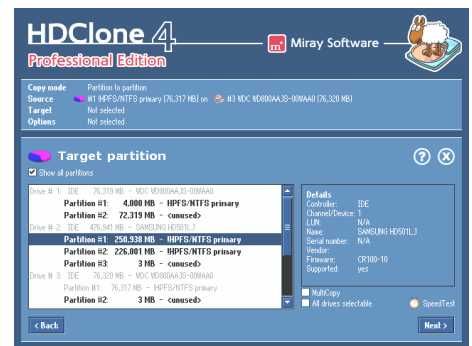 HDClone 4
Professional Edition
m Miray Software
Copy mode Partition to partition
Source #1 !HPFS/NTFS primary (76,317 MB) on #3 WDC WD800AAJS-00WAA0 (76,320 MB)
Target Not selected
Options Not selected
Target partition
? X
Show all partitions
Drive # 1: IDE 76,319 MB - WDC WD800AAJS-00WAA0
Partition #1: 4,000 MB - HPFS/NTFS primary
Partition #2: 72,319 MB - <unused>
Drive # 2: IDE 476,941 MB - SAMSUNG HD501LJ
Partition #1: 250,938 MB - !HPFS/NTFS primary
Partition #2: 226,001 MB - !HPFS/NTFS primary
Partition #3: 3 MB - <unused>
Drive # 3: IDE 76,320 MB - WDC WD800AAJS-00WAA0
Partition #1: 76,317 MB - !HPFS/NTFS primary
Partition #2: 3 MB - <unused>
Details
Controller: IDE
Channel/Device: 1
LUN: N/A
Name: SAMSUNG HD501LJ
Serial number: N/A
Vendor:
Firmware: CR100-10
Supported: yes
MultiCopy
All drives selectable
SpeedTest
< Back
Next >